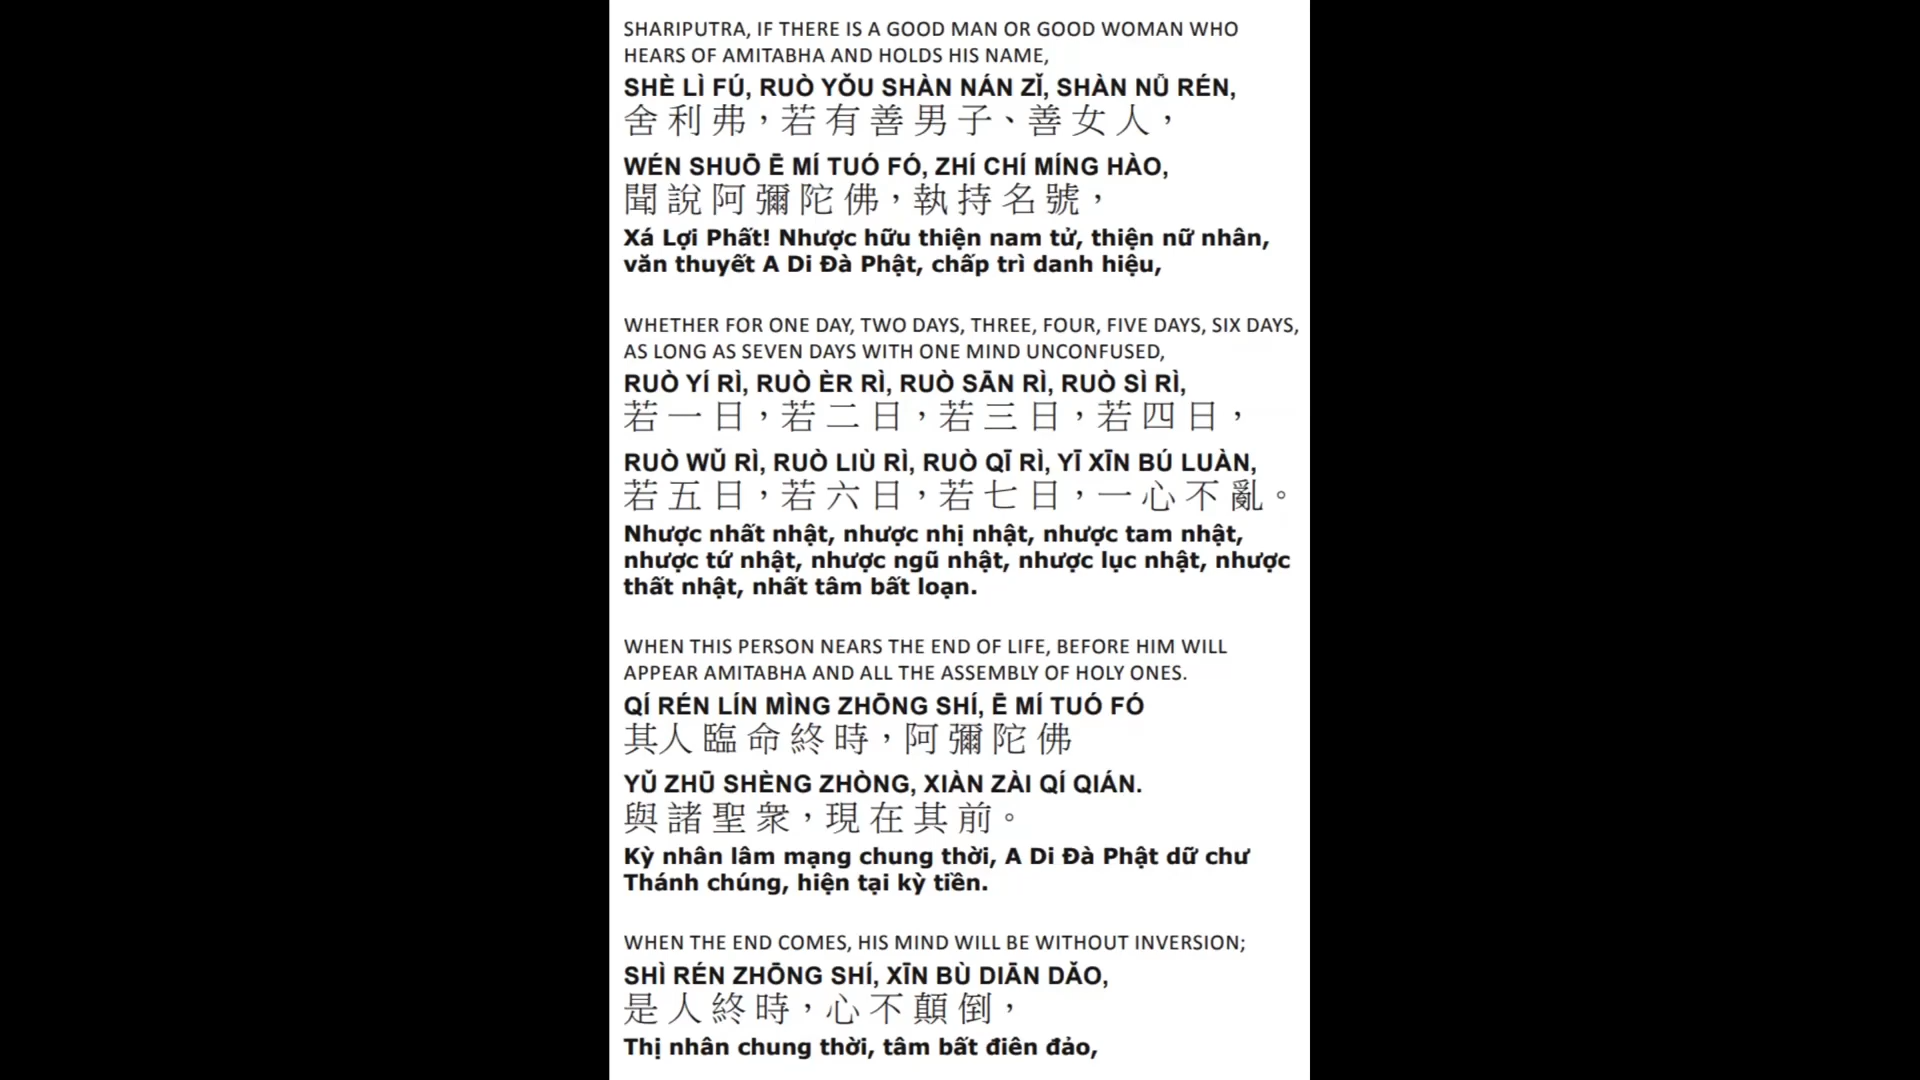 SHARIPUTRA, IF THERE IS A GOOD MAN OR GOOD WOMAN WHO
HEARS OF AMITABHA AND HOLDS HIS NAME,
SHÈ LÌ FÚ, RUÒ YǑU SHÀN NÁN ZǏ, SHÀN NǙ RÉN,
舍利弗，若有善男子、善女人，
WÉN SHUŌ Ē MÍ TUÓ FÓ, ZHÍ CHÍ MÍNG HÀO,
聞說阿彌陀佛，執持名號，
Xá Lợi Phất! Nhược hữu thiện nam tử, thiện nữ nhân,
văn thuyết A Di Đà Phật, chấp trì danh hiệu,
WHETHER FOR ONE DAY, TWO DAYS, THREE, FOUR, FIVE DAYS, SIX DAYS,
AS LONG AS SEVEN DAYS WITH ONE MIND UNCONFUSED,
RUÒ YÍ RÌ, RUÒ ÈR RÌ, RUÒ SĀN RÌ, RUÒ SÌ RÌ,
若一日，若二日，若三日，若四日，
RUÒ WǓ RÌ, RUÒ LIÙ RÌ, RUÒ QĪ RÌ, YĪ XĪN BÚ LUÀN,
若五日，若六日，若七日，一心不亂。
Nhược nhất nhật, nhược nhị nhật, nhược tam nhật,
nhược tứ nhật, nhược ngũ nhật, nhược lục nhật, nhược
thất nhật, nhất tâm bất loạn.
WHEN THIS PERSON NEARS THE END OF LIFE, BEFORE HIM WILL
APPEAR AMITABHA AND ALL THE ASSEMBLY OF HOLY ONES.
QÍ RÉN LÍN MÌNG ZHŌNG SHÍ, Ē MÍ TUÓ FÓ
其人臨命終時，阿彌陀佛
YǓ ZHŪ SHÈNG ZHÒNG, XIÀN ZÀI QÍ QIÁN.
與諸聖衆，現在其前。
Kỳ nhân lâm mạng chung thời, A Di Đà Phật dữ chư
Thánh chúng, hiện tại kỳ tiền.
WHEN THE END COMES, HIS MIND WILL BE WITHOUT INVERSION;
SHÌ RÉN ZHŌNG SHÍ, XĪN BÙ DIĀN DǍO,
是人終時，心不顛倒，
Thị nhân chung thời, tâm bất điên đảo,